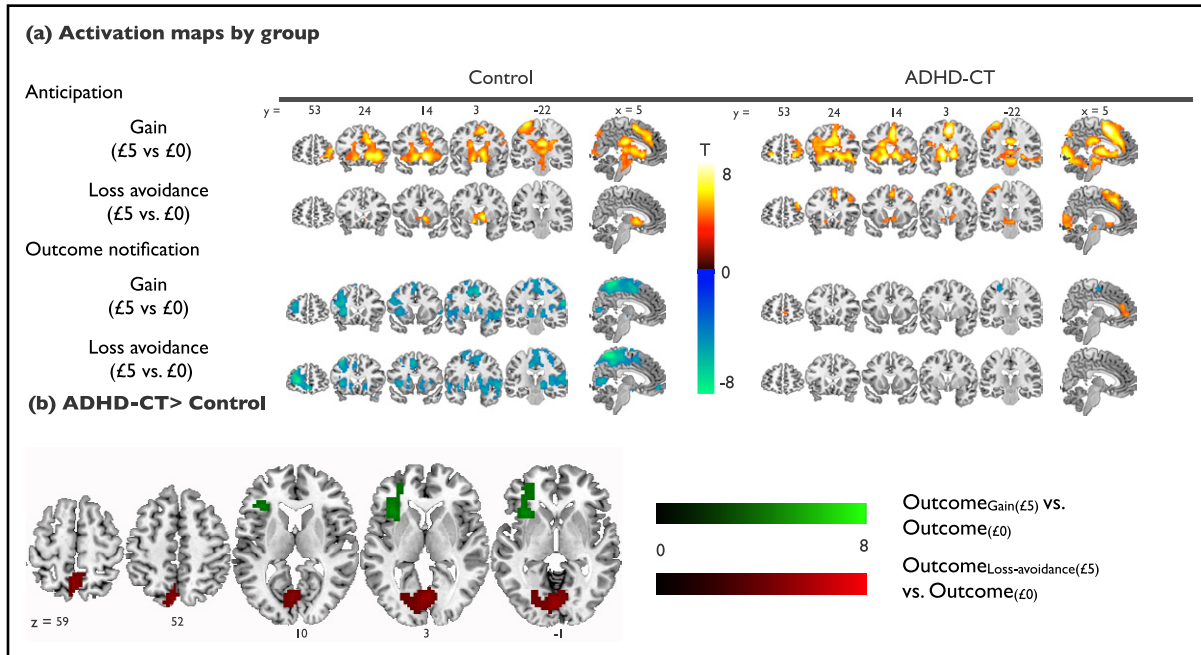 (a) Activation maps by group
Control
ADHD-CT
Anticipation
y = 53 24 14 3 -22 x = 5
y = 53 24 14 3 -22 x = 5
Gain
(£5 vs £0)
T
8
Loss avoidance
(£5 vs. £0)
Outcome notification
0
Gain
(£5 vs £0)
Loss avoidance
(£5 vs. £0)
-8
(b) ADHD-CT> Control
z = 59 52 10 3 -1
0 8
OutcomeGain(£5) vs.
Outcome(£0)
OutcomeLoss-avoidance(£5)
vs. Outcome(£0)